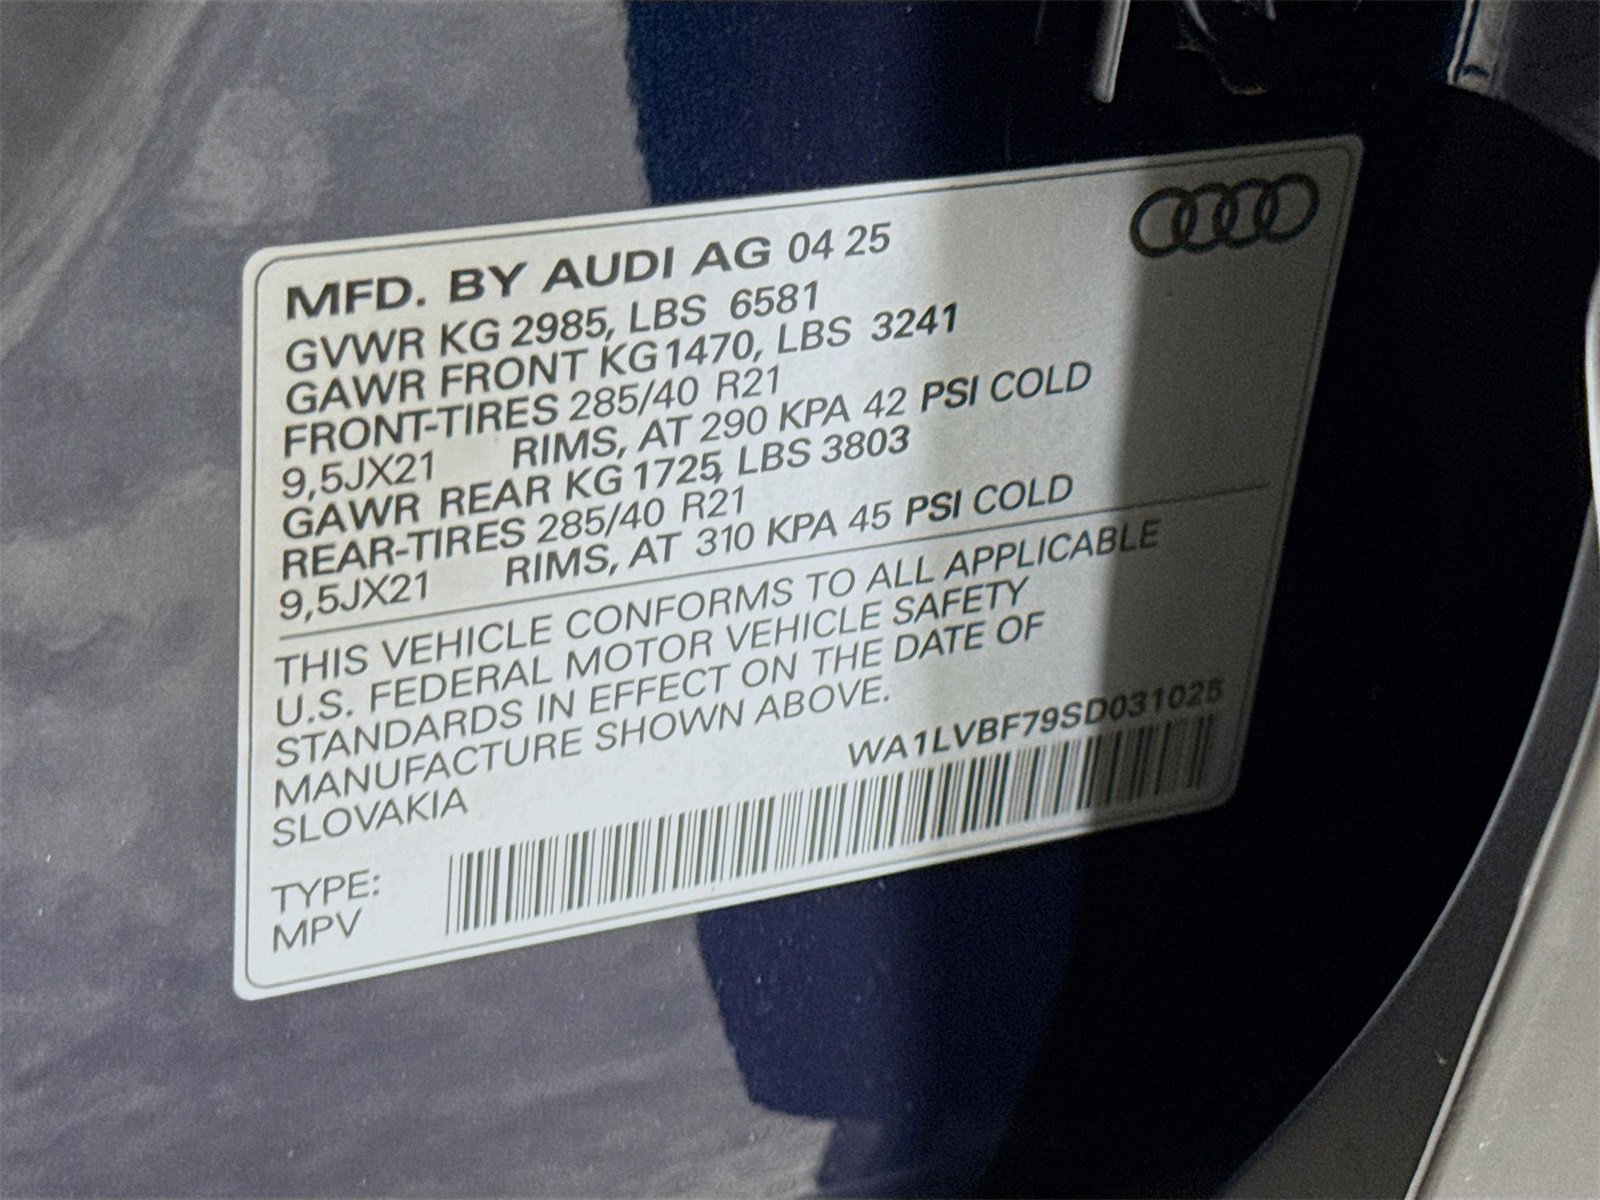 MFD. BY AUDI AG 04 25
GVWR KG 2985, LBS 6581
GAWR FRONT KG 1470, LBS 3241
FRONT-TIRES 285/40 R21
9,5JX21 RIMS, AT 290 KPA 42 PSI COLD
GAWR REAR KG 1725, LBS 3803
REAR-TIRES 285/40 R21
9,5JX21 RIMS, AT 310 KPA 45 PSI COLD
THIS VEHICLE CONFORMS TO ALL APPLICABLE
U.S. FEDERAL MOTOR VEHICLE SAFETY
STANDARDS IN EFFECT ON THE DATE OF
MANUFACTURE SHOWN ABOVE.
SLOVAKIA
WA1LVBF79SD031025
TYPE:
MPV